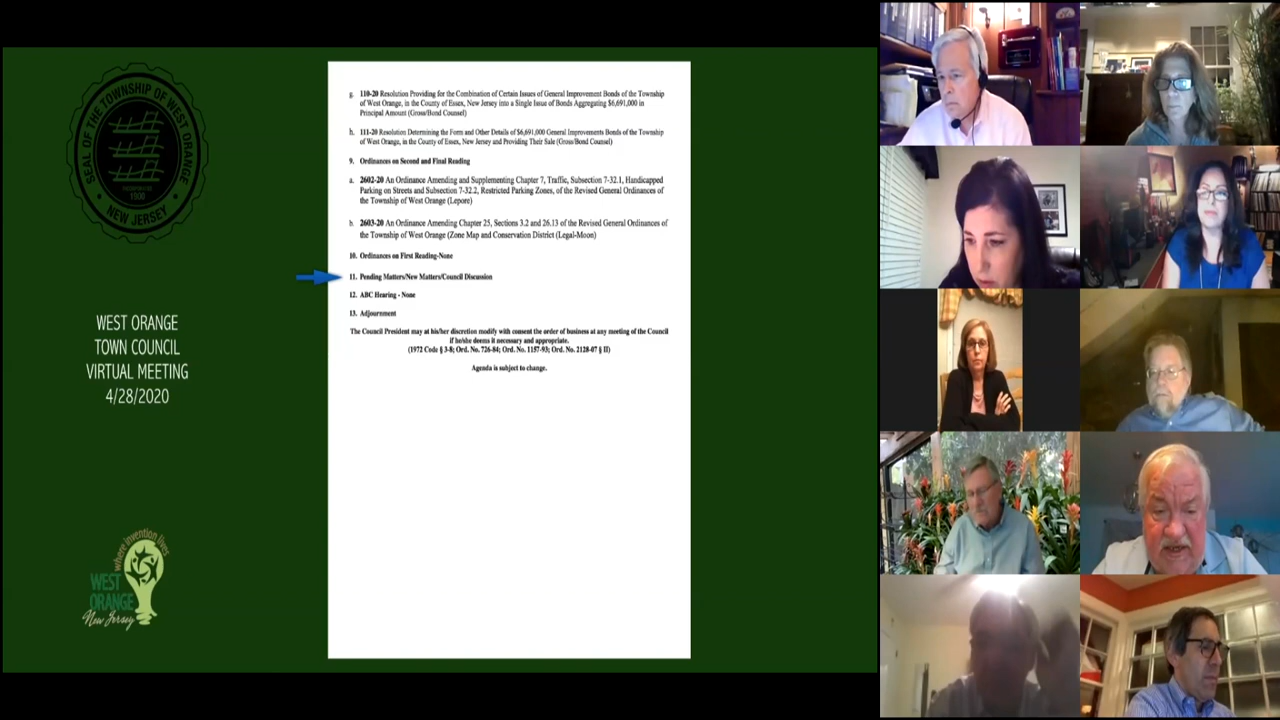 SEAL OF THE TOWNSHIP OF WEST ORANGE
INCORPORATED
1900
NEW JERSEY
WEST ORANGE
TOWN COUNCIL
VIRTUAL MEETING
4/28/2020
where invention lives
WEST
ORANGE
New Jersey
g. 110-20 Resolution Providing for the Combination of Certain Issues of General Improvement Bonds of the Township
of West Orange, in the County of Essex, New Jersey into a Single Issue of Bonds Aggregating $6,691,000 in
Principal Amount (Gross/Bond Counsel)
h. 111-20 Resolution Determining the Form and Other Details of $6,691,000 General Improvements Bonds of the Township
of West Orange, in the County of Essex, New Jersey and Providing Their Sale (Gross/Bond Counsel)
9. Ordinances on Second and Final Reading
a. 2602-20 An Ordinance Amending and Supplementing Chapter 7, Traffic, Subsection 7-32.1, Handicapped
Parking on Streets and Subsection 7-32.2, Restricted Parking Zones, of the Revised General Ordinances of
the Township of West Orange (Lepore)
b. 2603-20 An Ordinance Amending Chapter 25, Sections 3.2 and 26.13 of the Revised General Ordinances of
the Township of West Orange (Zone Map and Conservation District (Legal-Moon)
10. Ordinances on First Reading-None
11. Pending Matters/New Matters/Council Discussion
12. ABC Hearing - None
13. Adjournment
The Council President may at his/her discretion modify with consent the order of business at any meeting of the Council
if he/she deems it necessary and appropriate.
(1972 Code § 3-8; Ord. No. 726-84; Ord. No. 1157-93; Ord. No. 2128-07 § II)
Agenda is subject to change.